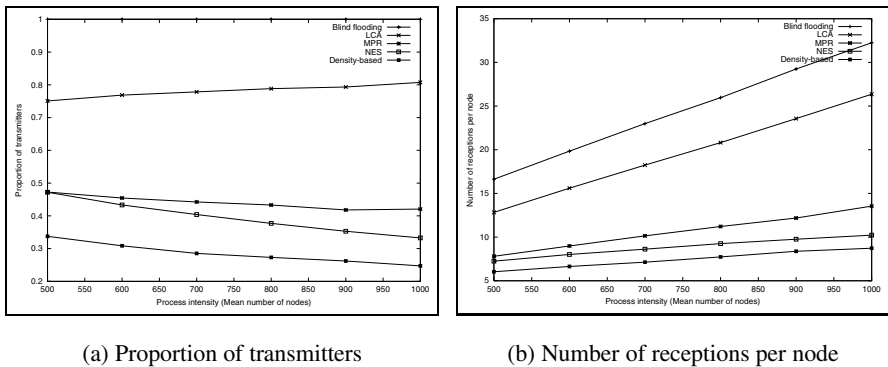 1
0.9
0.8
0.7
0.6
0.5
0.4
0.3
0.2
500
550
600
650
700
750
800
850
900
950
1000
Proportion of transmitters
Process intensity (Mean number of nodes)
Blind flooding
LCA
MPR
NES
Density-based
(a) Proportion of transmitters
35
30
25
20
15
10
5
500
550
600
650
700
750
800
850
900
950
1000
Number of receptions per node
Process intensity (Mean number of nodes)
Blind flooding
LCA
MPR
NES
Density-based
(b) Number of receptions per node